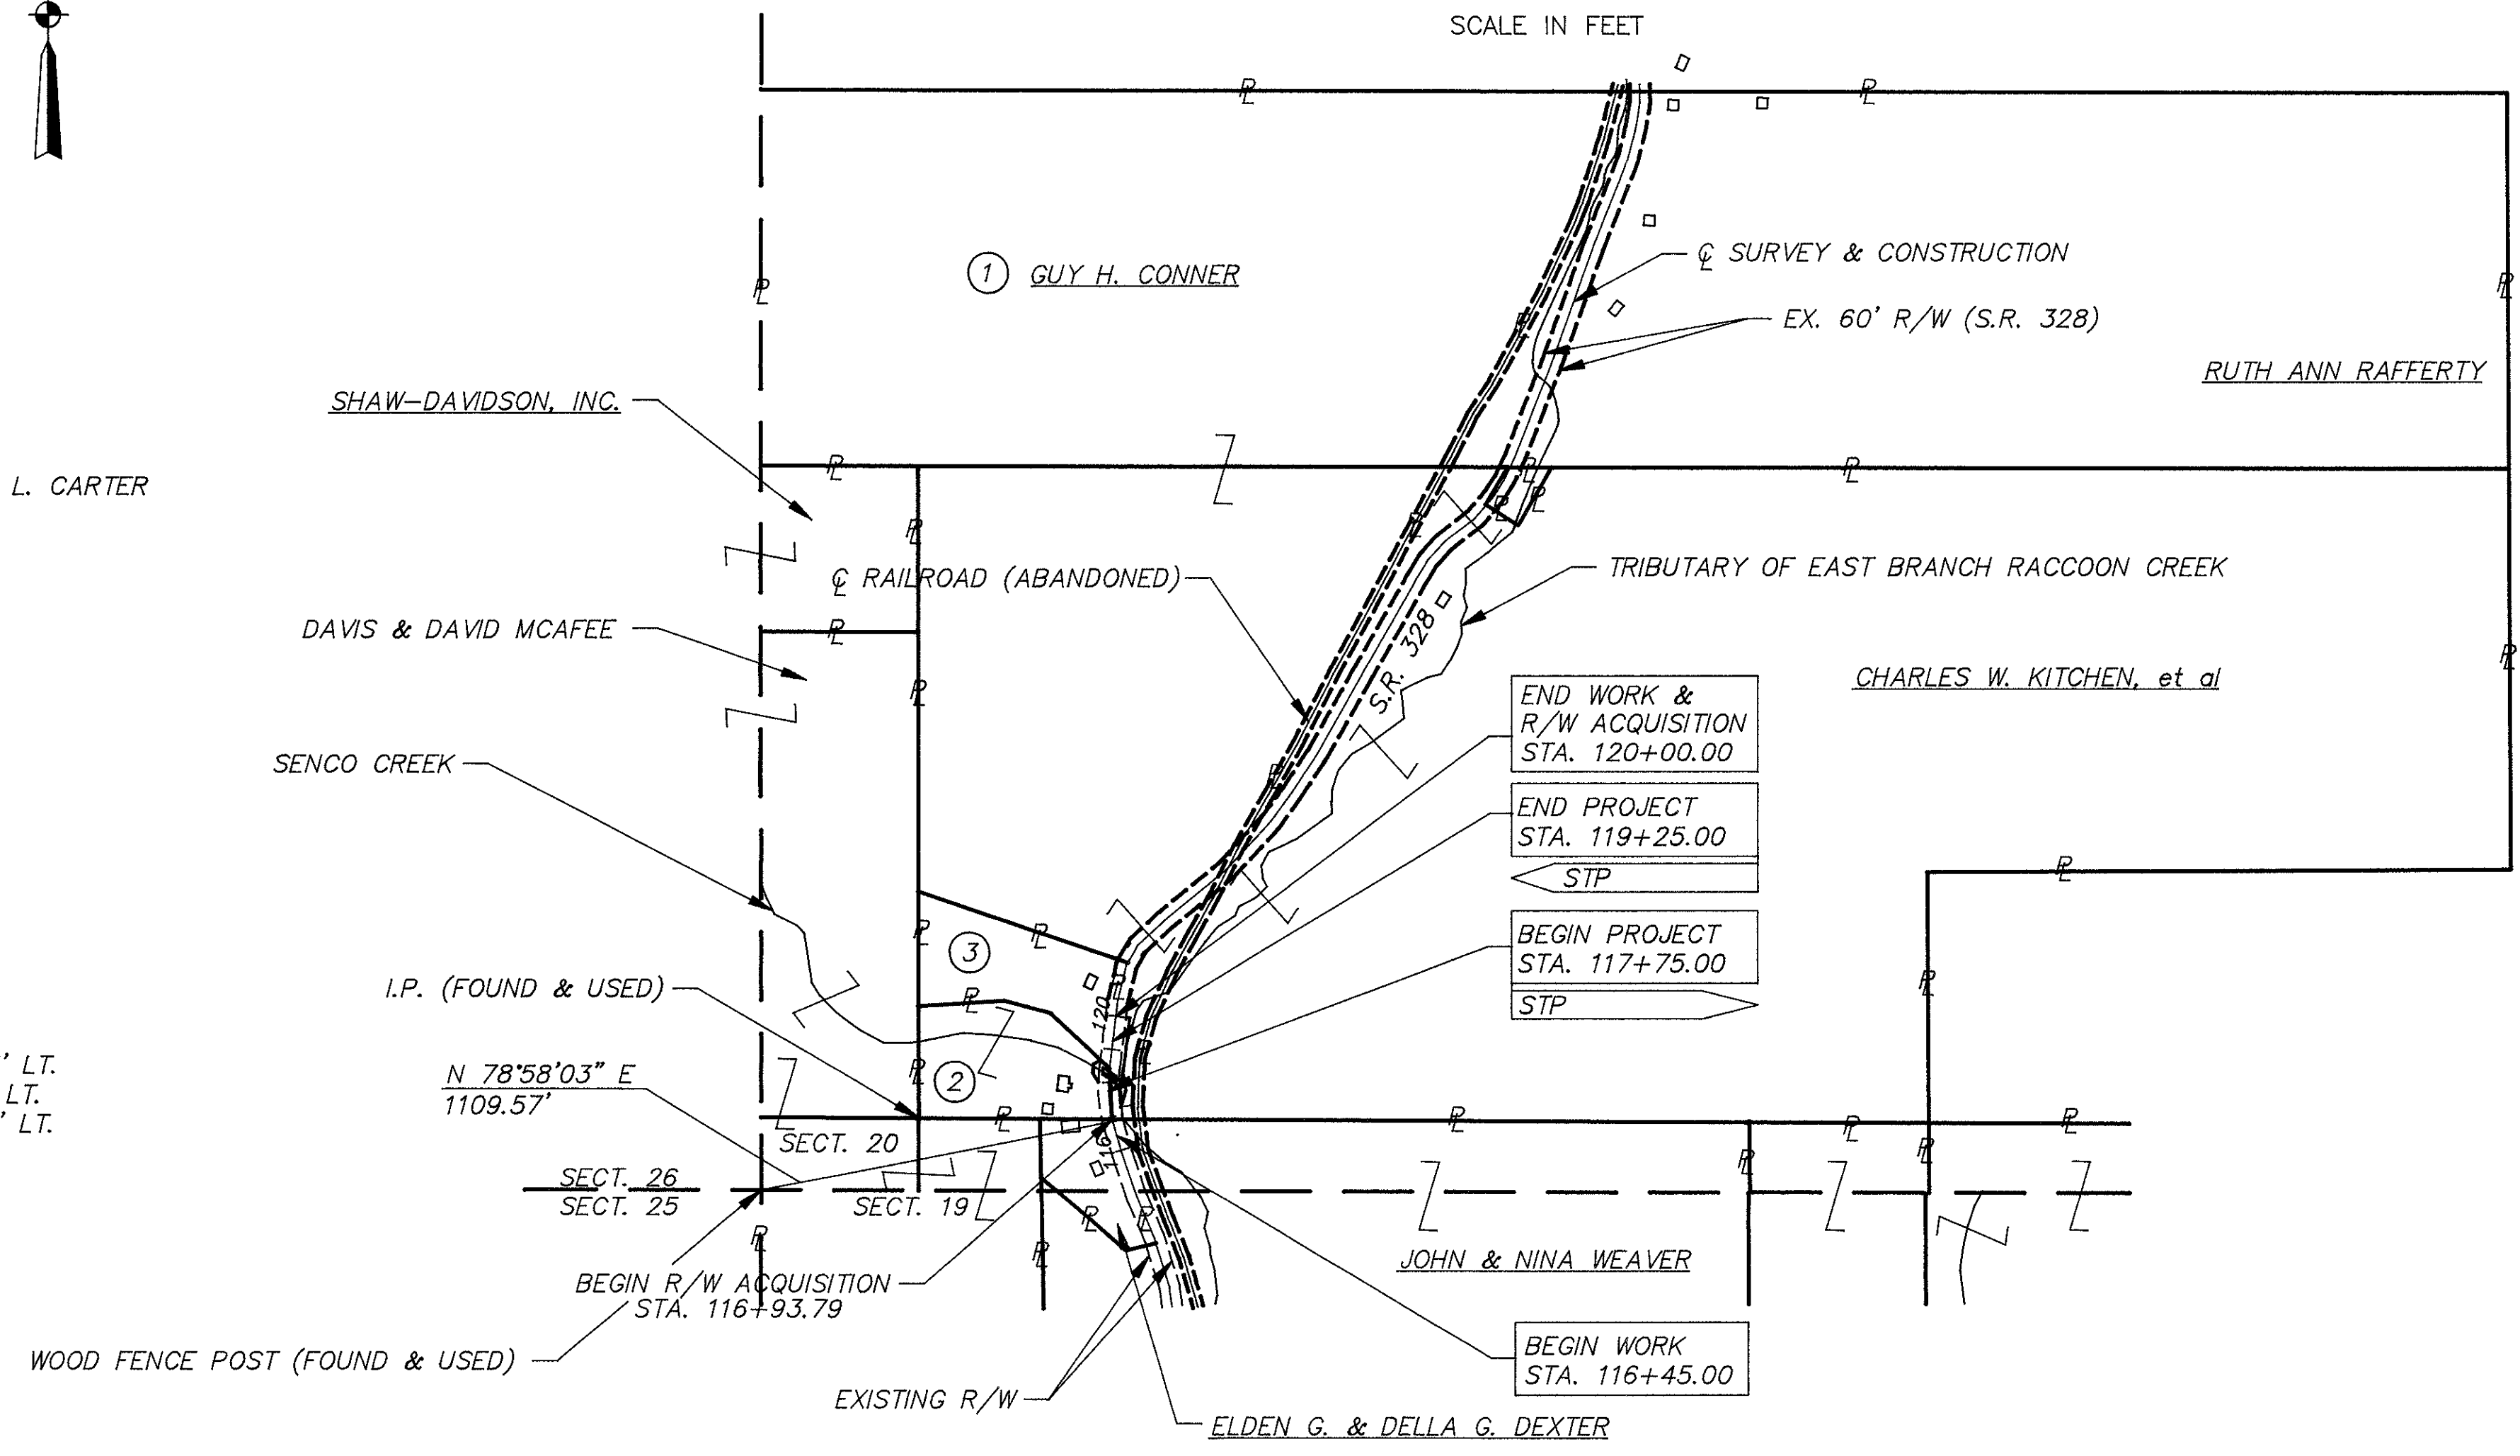 SCALE IN FEET
① GUY H. CONNER
℄ SURVEY & CONSTRUCTION
EX. 60' R/W (S.R. 328)
RUTH ANN RAFFERTY
SHAW-DAVIDSON, INC.
L. CARTER
℄ RAILROAD (ABANDONED)
TRIBUTARY OF EAST BRANCH RACCOON CREEK
DAVIS & DAVID MCAFEE
S.R. 328
CHARLES W. KITCHEN, et al
END WORK &
R/W ACQUISITION
STA. 120+00.00
SENCO CREEK
END PROJECT
STA. 119+25.00
STP
BEGIN PROJECT
STA. 117+75.00
STP
③
I.P. (FOUND & USED)
120
' LT.
LT.
' LT.
N 78°58'03" E
1109.57'
②
SECT. 20
116
SECT. 26
SECT. 25
SECT. 19
JOHN & NINA WEAVER
BEGIN R/W ACQUISITION
STA. 116+93.79
WOOD FENCE POST (FOUND & USED)
BEGIN WORK
STA. 116+45.00
EXISTING R/W
ELDEN G. & DELLA G. DEXTER